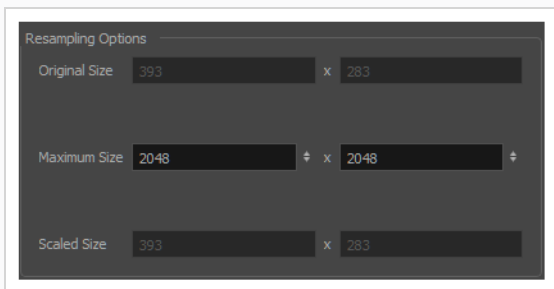 Resampling Options
Original Size 393 x 283
Maximum Size 2048 x 2048
Scaled Size 393 x 283